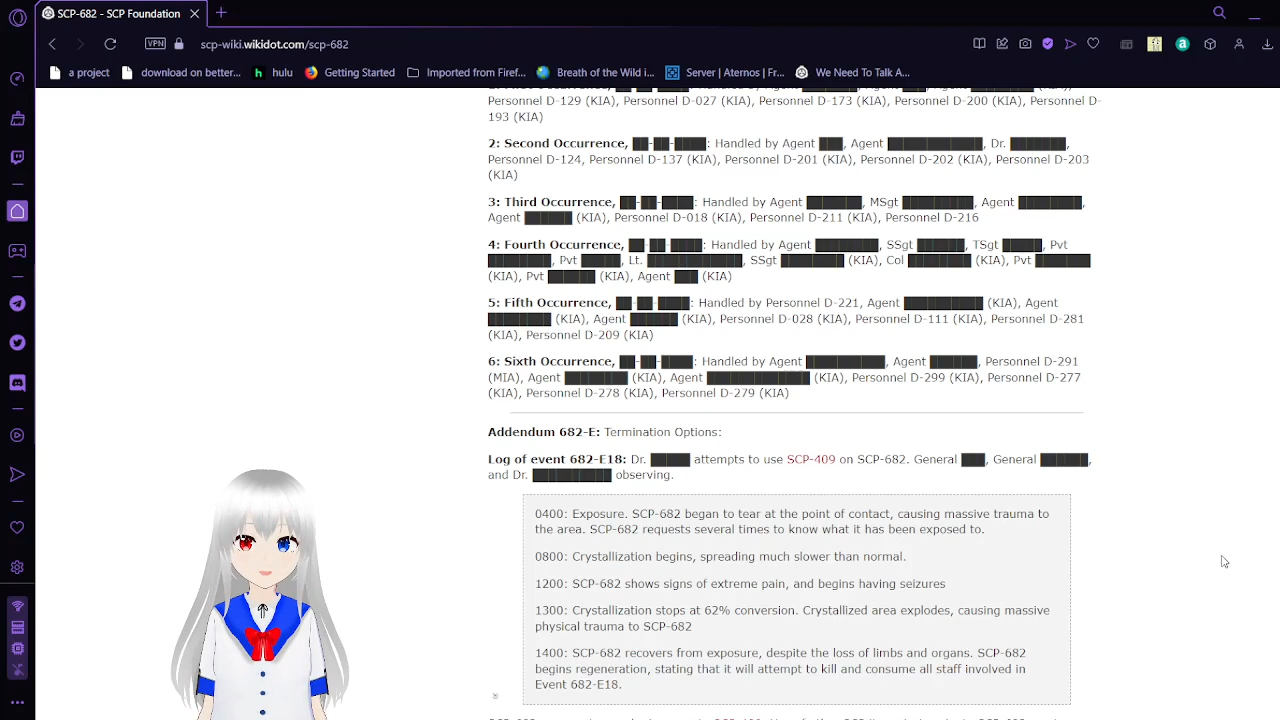 SCP-682 - SCP Foundation
VPN scp-wiki.wikidot.com/scp-682
a project download on better... hulu Getting Started Imported from Firef... Breath of the Wild i... Server | Aternos | Fr... We Need To Talk A...
Personnel D-129 (KIA), Personnel D-027 (KIA), Personnel D-173 (KIA), Personnel D-200 (KIA), Personnel D-
193 (KIA)
2: Second Occurrence, ██-██-████: Handled by Agent ███, Agent ████████████, Dr. ███████,
Personnel D-124, Personnel D-137 (KIA), Personnel D-201 (KIA), Personnel D-202 (KIA), Personnel D-203
(KIA)
3: Third Occurrence, ██-██-████: Handled by Agent ███████, MSgt █████████, Agent ████████,
Agent ██████ (KIA), Personnel D-018 (KIA), Personnel D-211 (KIA), Personnel D-216
4: Fourth Occurrence, ██-██-████: Handled by Agent ████████, SSgt ██████, TSgt █████, Pvt
████████, Pvt █████, Lt. ████████████, SSgt ████████ (KIA), Col ████████ (KIA), Pvt ███████
(KIA), Pvt ██████ (KIA), Agent ███ (KIA)
5: Fifth Occurrence, ██-██-████: Handled by Personnel D-221, Agent ██████████ (KIA), Agent
████████ (KIA), Agent ██████ (KIA), Personnel D-028 (KIA), Personnel D-111 (KIA), Personnel D-281
(KIA), Personnel D-209 (KIA)
6: Sixth Occurrence, ██-██-████: Handled by Agent ██████████, Agent ██████, Personnel D-291
(MIA), Agent ████████ (KIA), Agent █████████████ (KIA), Personnel D-299 (KIA), Personnel D-277
(KIA), Personnel D-278 (KIA), Personnel D-279 (KIA)
Addendum 682-E: Termination Options:
Log of event 682-E18: Dr. █████ attempts to use SCP-409 on SCP-682. General ███, General ██████,
and Dr. ██████████ observing.
0400: Exposure. SCP-682 began to tear at the point of contact, causing massive trauma to
the area. SCP-682 requests several times to know what it has been exposed to.
0800: Crystallization begins, spreading much slower than normal.
1200: SCP-682 shows signs of extreme pain, and begins having seizures
1300: Crystallization stops at 62% conversion. Crystallized area explodes, causing massive
physical trauma to SCP-682
1400: SCP-682 recovers from exposure, despite the loss of limbs and organs. SCP-682
begins regeneration, stating that it will attempt to kill and consume all staff involved in
Event 682-E18.